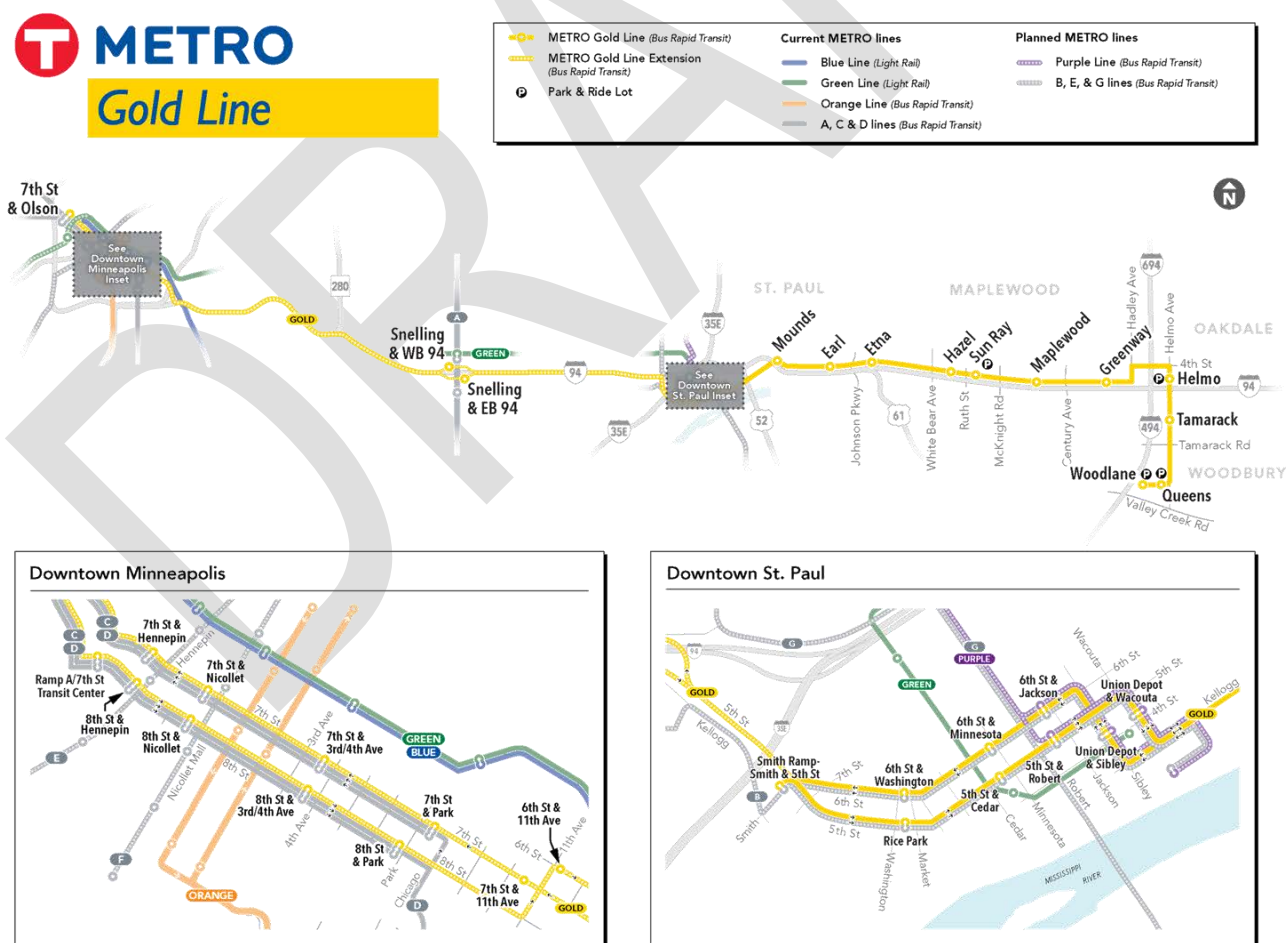 T METRO
Gold Line
METRO Gold Line (Bus Rapid Transit)
METRO Gold Line Extension
(Bus Rapid Transit)
P Park & Ride Lot
Current METRO lines
Blue Line (Light Rail)
Green Line (Light Rail)
Orange Line (Bus Rapid Transit)
A, C & D lines (Bus Rapid Transit)
Planned METRO lines
Purple Line (Bus Rapid Transit)
B, E, & G lines (Bus Rapid Transit)
DRA
N
7th St
& Olson
See
Downtown
Minneapolis
Inset
GOLD
280
A
Snelling
& WB 94
GREEN
Snelling
& EB 94
94
35E
35E
ST. PAUL
See
Downtown
St. Paul Inset
52
Mounds
Earl
Johnson Pkwy
Etna
61
White Bear Ave
Hazel
Ruth St
Sun Ray
P
McKnight Rd
MAPLEWOOD
Maplewood
Century Ave
Greenway
Hadley Ave
694
Helmo Ave
OAKDALE
4th St
P Helmo
94
494
Tamarack
Tamarack Rd
Woodlane P P
WOODBURY
Queens
Valley Creek Rd
Downtown Minneapolis
C
D
C
D
7th St &
Hennepin
Hennepin
7th St &
Nicollet
Ramp A/7th St
Transit Center
8th St &
Hennepin
8th St &
Nicollet
Nicollet Mall
E
F
7th St
8th St
3rd Ave
7th St &
3rd/4th Ave
GREEN
BLUE
8th St &
3rd/4th Ave
4th Ave
7th St
& Park
8th St
& Park
Park
Chicago
D
8th St
7th St
6th St
6th St &
11th Ave
11th Ave
7th St &
11th Ave
GOLD
ORANGE
Downtown St. Paul
94
GOLD
G
35E
5th St
Kellogg
B
Smith
Smith Ramp-
Smith & 5th St
GREEN
G
PURPLE
7th St
6th St
5th St
6th St &
Washington
Rice Park
Washington
Market
6th St &
Minnesota
5th St &
Cedar
Cedar
Minnesota
6th St &
Jackson
5th St &
Robert
Robert
Jackson
Wacouta
6th St
5th St
4th St
Union Depot
& Wacouta
Union Depot
& Sibley
Sibley
Kellogg
GOLD
MISSISSIPPI
RIVER